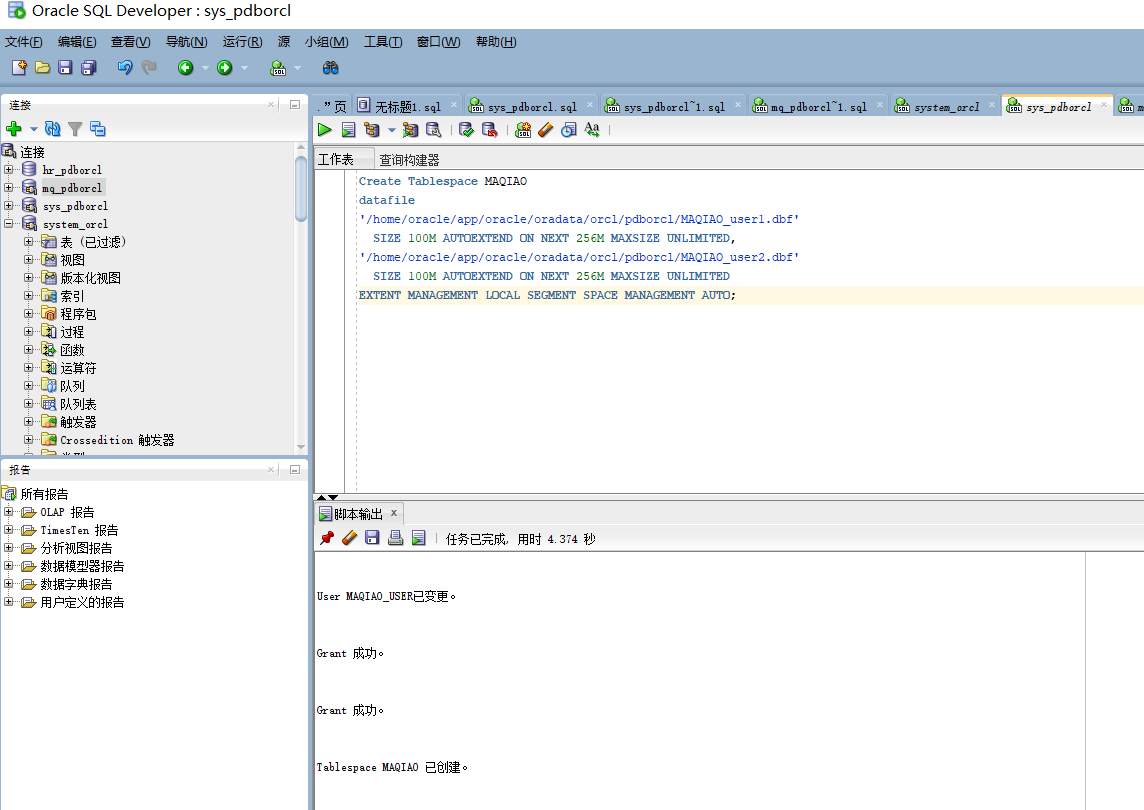 Oracle SQL Developer : sys_pdborcl
文件(F) 编辑(E) 查看(V) 导航(N) 运行(R) 源 小组(M) 工具(T) 窗口(W) 帮助(H)
连接
连接
hr_pdborcl
mq_pdborcl
sys_pdborcl
system_orcl
表 (已过滤)
视图
版本化视图
索引
程序包
过程
函数
运算符
队列
队列表
触发器
Crossedition 触发器
报告
所有报告
OLAP 报告
TimesTen 报告
分析视图报告
数据模型器报告
数据字典报告
用户定义的报告
."页 无标题1.sql sys_pdborcl.sql sys_pdborcl~1.sql mq_pdborcl~1.sql system_orcl sys_pdborcl
工作表 查询构建器
Create Tablespace MAQIAO
datafile
'/home/oracle/app/oracle/oradata/orcl/pdborcl/MAQIAO_user1.dbf'
SIZE 100M AUTOEXTEND ON NEXT 256M MAXSIZE UNLIMITED,
'/home/oracle/app/oracle/oradata/orcl/pdborcl/MAQIAO_user2.dbf'
SIZE 100M AUTOEXTEND ON NEXT 256M MAXSIZE UNLIMITED
EXTENT MANAGEMENT LOCAL SEGMENT SPACE MANAGEMENT AUTO;
脚本输出 x
任务已完成, 用时 4.374 秒
User MAQIAO_USER已变更。
Grant 成功。
Grant 成功。
Tablespace MAQIAO 已创建。